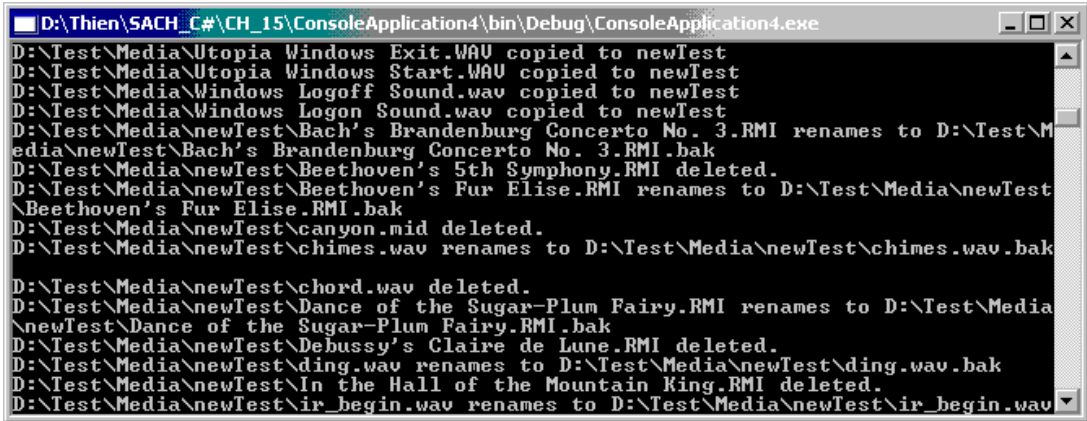 D:\Thien\SACH_C#\CH_15\ConsoleApplication4\bin\Debug\ConsoleApplication4.exe
D:\Test\Media\Utopia Windows Exit.WAV copied to newTest
D:\Test\Media\Utopia Windows Start.WAV copied to newTest
D:\Test\Media\Windows Logoff Sound.wav copied to newTest
D:\Test\Media\Windows Logon Sound.wav copied to newTest
D:\Test\Media\newTest\Bach's Brandenburg Concerto No. 3.RMI renames to D:\Test\M
edia\newTest\Bach's Brandenburg Concerto No. 3.RMI.bak
D:\Test\Media\newTest\Beethoven's 5th Symphony.RMI deleted.
D:\Test\Media\newTest\Beethoven's Fur Elise.RMI renames to D:\Test\Media\newTest
\Beethoven's Fur Elise.RMI.bak
D:\Test\Media\newTest\canyon.mid deleted.
D:\Test\Media\newTest\chimes.wav renames to D:\Test\Media\newTest\chimes.wav.bak
D:\Test\Media\newTest\chord.wav deleted.
D:\Test\Media\newTest\Dance of the Sugar-Plum Fairy.RMI renames to D:\Test\Media
\newTest\Dance of the Sugar-Plum Fairy.RMI.bak
D:\Test\Media\newTest\Debussy's Claire de Lune.RMI deleted.
D:\Test\Media\newTest\ding.wav renames to D:\Test\Media\newTest\ding.wav.bak
D:\Test\Media\newTest\In the Hall of the Mountain King.RMI deleted.
D:\Test\Media\newTest\ir_begin.wav renames to D:\Test\Media\newTest\ir_begin.wav